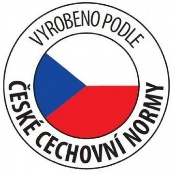 VYROBENO PODLE
ČESKÉ CECHOVNÍ NORMY